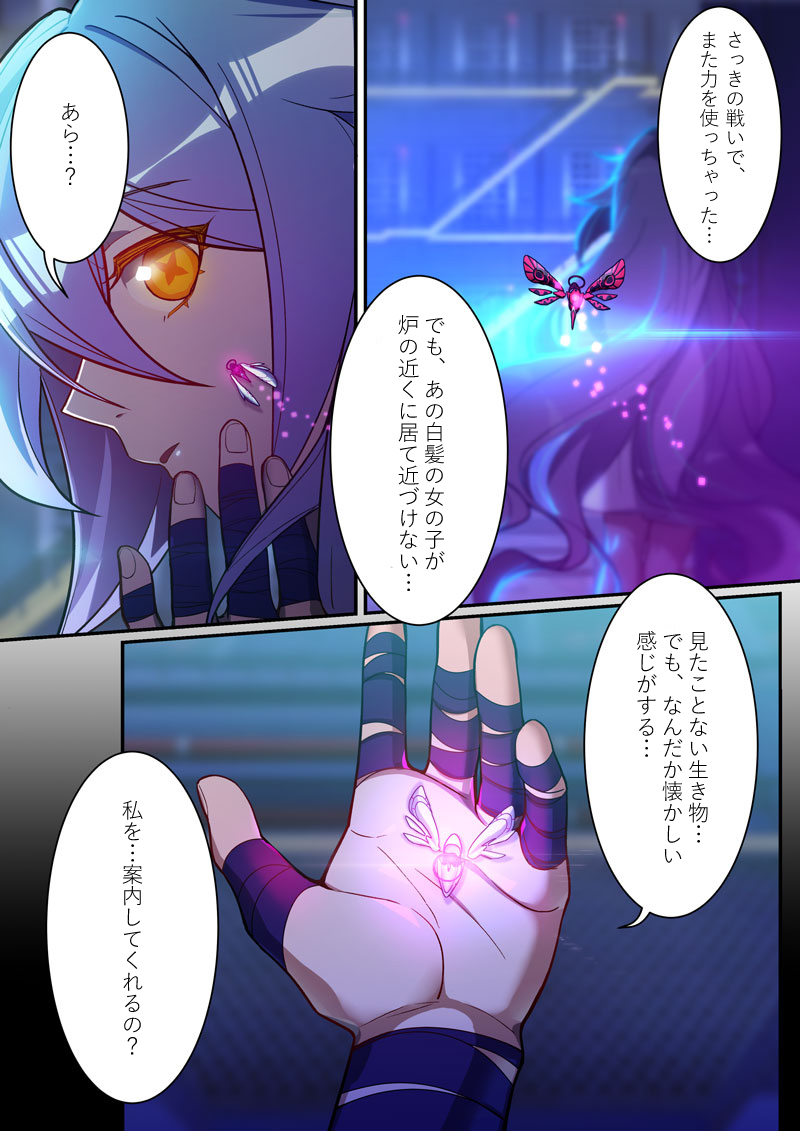 さっきの戦いで、
また力を使っちゃった…
でも、あの白髪の女の子が
炉の近くに居て近づけない…
あら…？
見たことない生き物…
でも、なんだか懐かしい
感じがする…
私を…案内してくれるの？